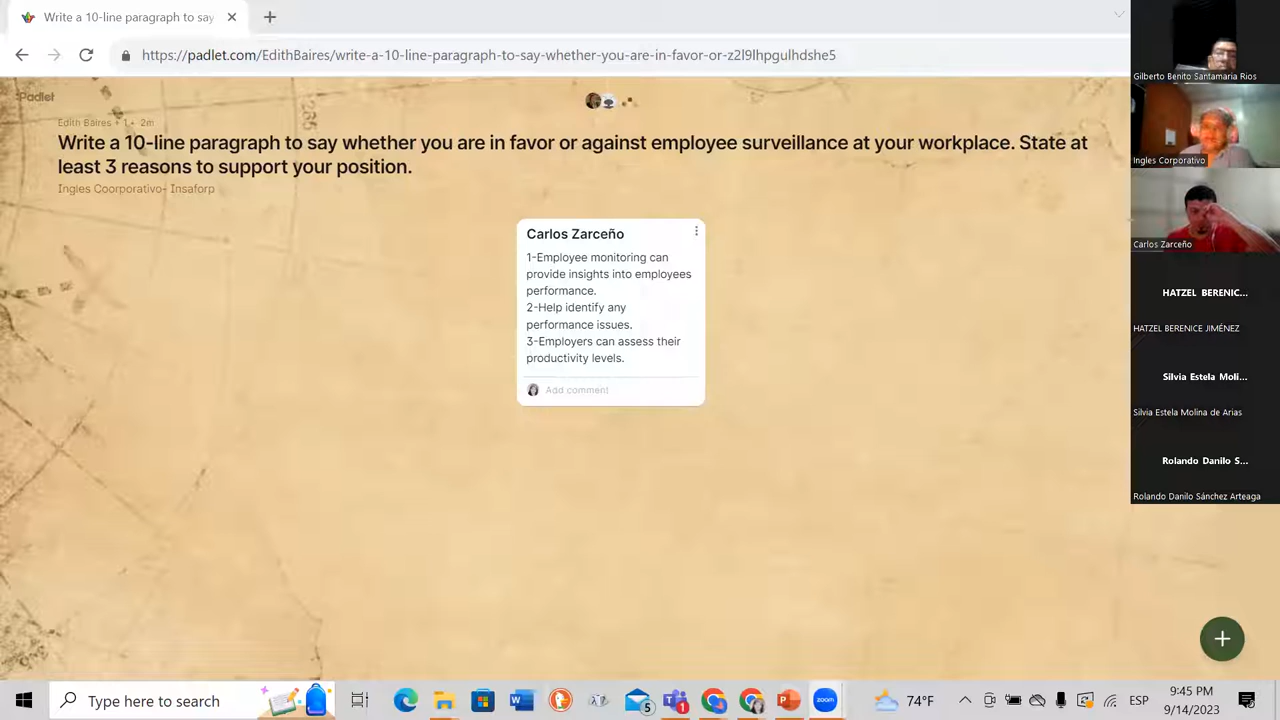 Write a 10-line paragraph to say
https://padlet.com/EdithBaires/write-a-10-line-paragraph-to-say-whether-you-are-in-favor-or-z2l9lhpgulhdshe5
:Padlet
Edith Baires • 1 • 2m
Write a 10-line paragraph to say whether you are in favor or against employee surveillance at your workplace. State at
least 3 reasons to support your position.
Ingles Coorporativo- Insaforp
Carlos Zarceño
1-Employee monitoring can
provide insights into employees
performance.
2-Help identify any
performance issues.
3-Employers can assess their
productivity levels.
Add comment
Gilberto Benito Santamaria Rios
Ingles Corporativo
Carlos Zarceño
HATZEL BERENIC...
HATZEL BERENICE JIMÉNEZ
Silvia Estela Moli...
Silvia Estela Molina de Arias
Rolando Danilo S...
Rolando Danilo Sánchez Arteaga
Type here to search
5
1
zoom
74°F
ESP
9:45 PM
9/14/2023